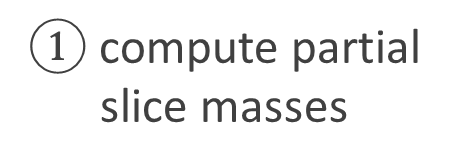 ① compute partial
slice masses